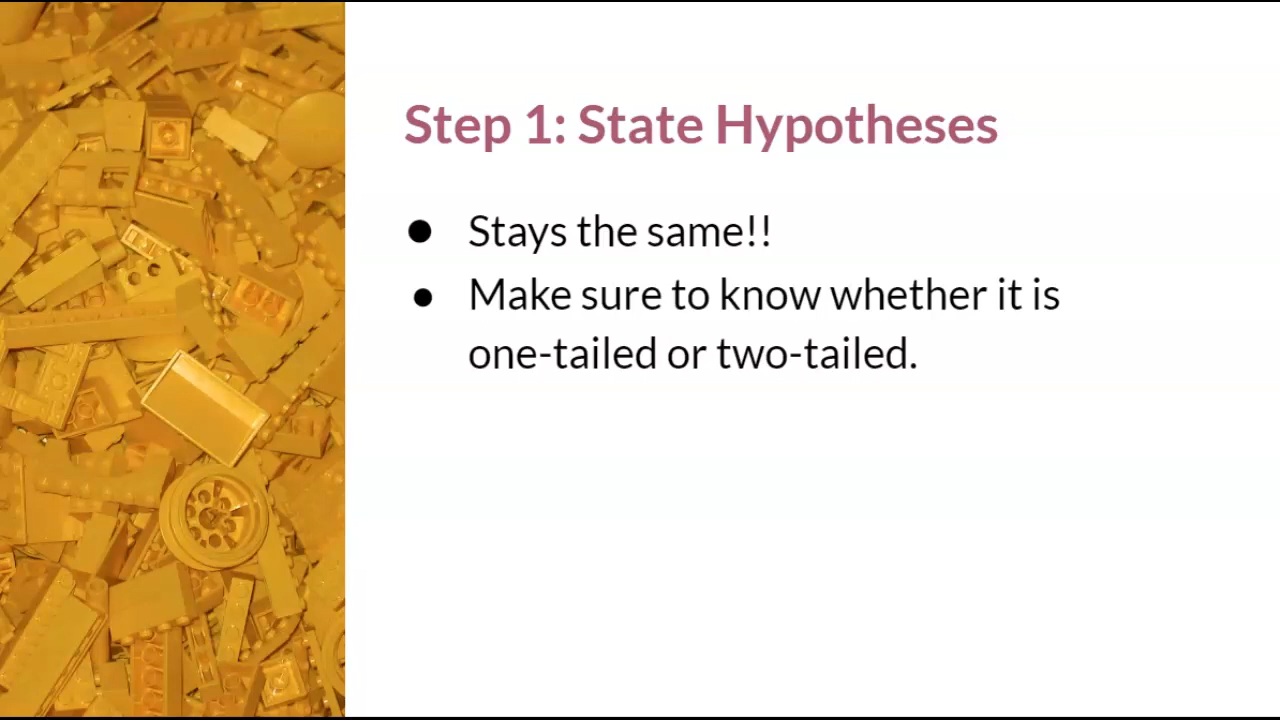 Step 1: State Hypotheses
● Stays the same!!
● Make sure to know whether it is
one-tailed or two-tailed.